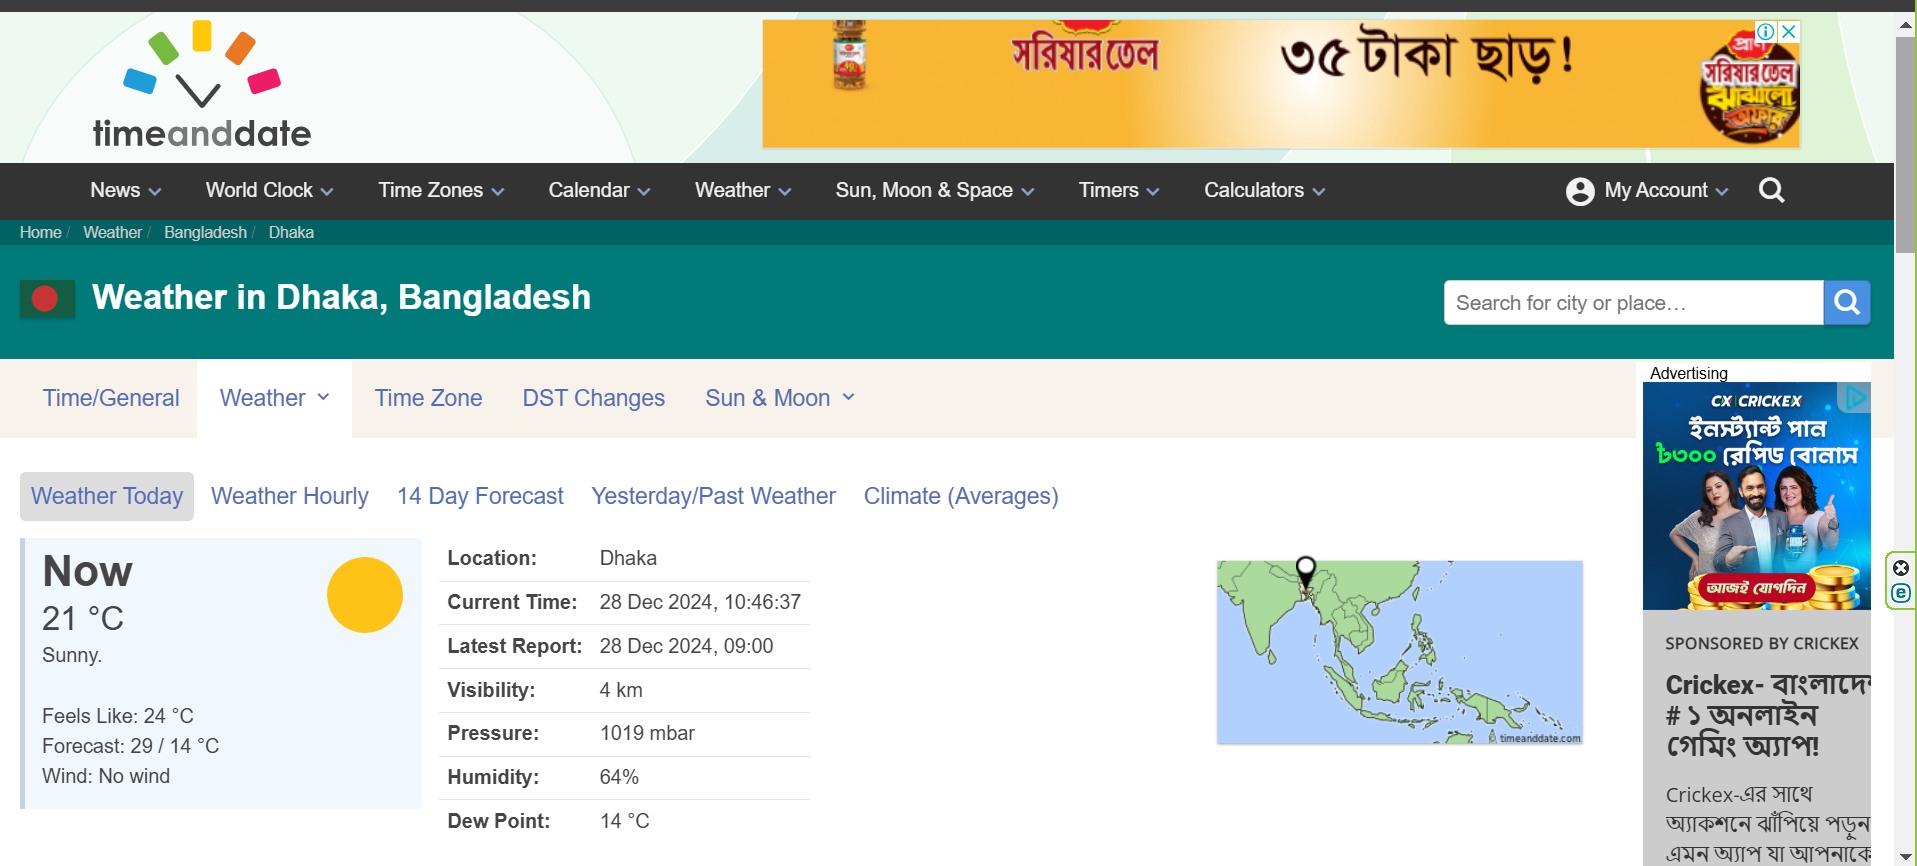 timeanddate
সরিষার তেল
৩৫ টাকা ছাড়!
প্রাণ
সরিষার তেল
ঝাঁঝালো
অফার
News
World Clock
Time Zones
Calendar
Weather
Sun, Moon & Space
Timers
Calculators
My Account
Home / Weather / Bangladesh / Dhaka
Weather in Dhaka, Bangladesh
Search for city or place…
Time/General
Weather
Time Zone
DST Changes
Sun & Moon
Advertising
CX CRICKEX
ইনস্ট্যান্ট পান
৳৩০০ রেপিড বোনাস
আজই যোগদিন
Weather Today
Weather Hourly
14 Day Forecast
Yesterday/Past Weather
Climate (Averages)
Now
21 °C
Sunny.
Feels Like: 24 °C
Forecast: 29 / 14 °C
Wind: No wind
Location: Dhaka
Current Time: 28 Dec 2024, 10:46:37
Latest Report: 28 Dec 2024, 09:00
Visibility: 4 km
Pressure: 1019 mbar
Humidity: 64%
Dew Point: 14 °C
© timeanddate.com
SPONSORED BY CRICKEX
Crickex- বাংলাদে
# ১ অনলাইন
গেমিং অ্যাপ!
Crickex-এর সাথে
অ্যাকশনে ঝাঁপিয়ে পড়ুন
এমন অ্যাপ যা আপনাকে